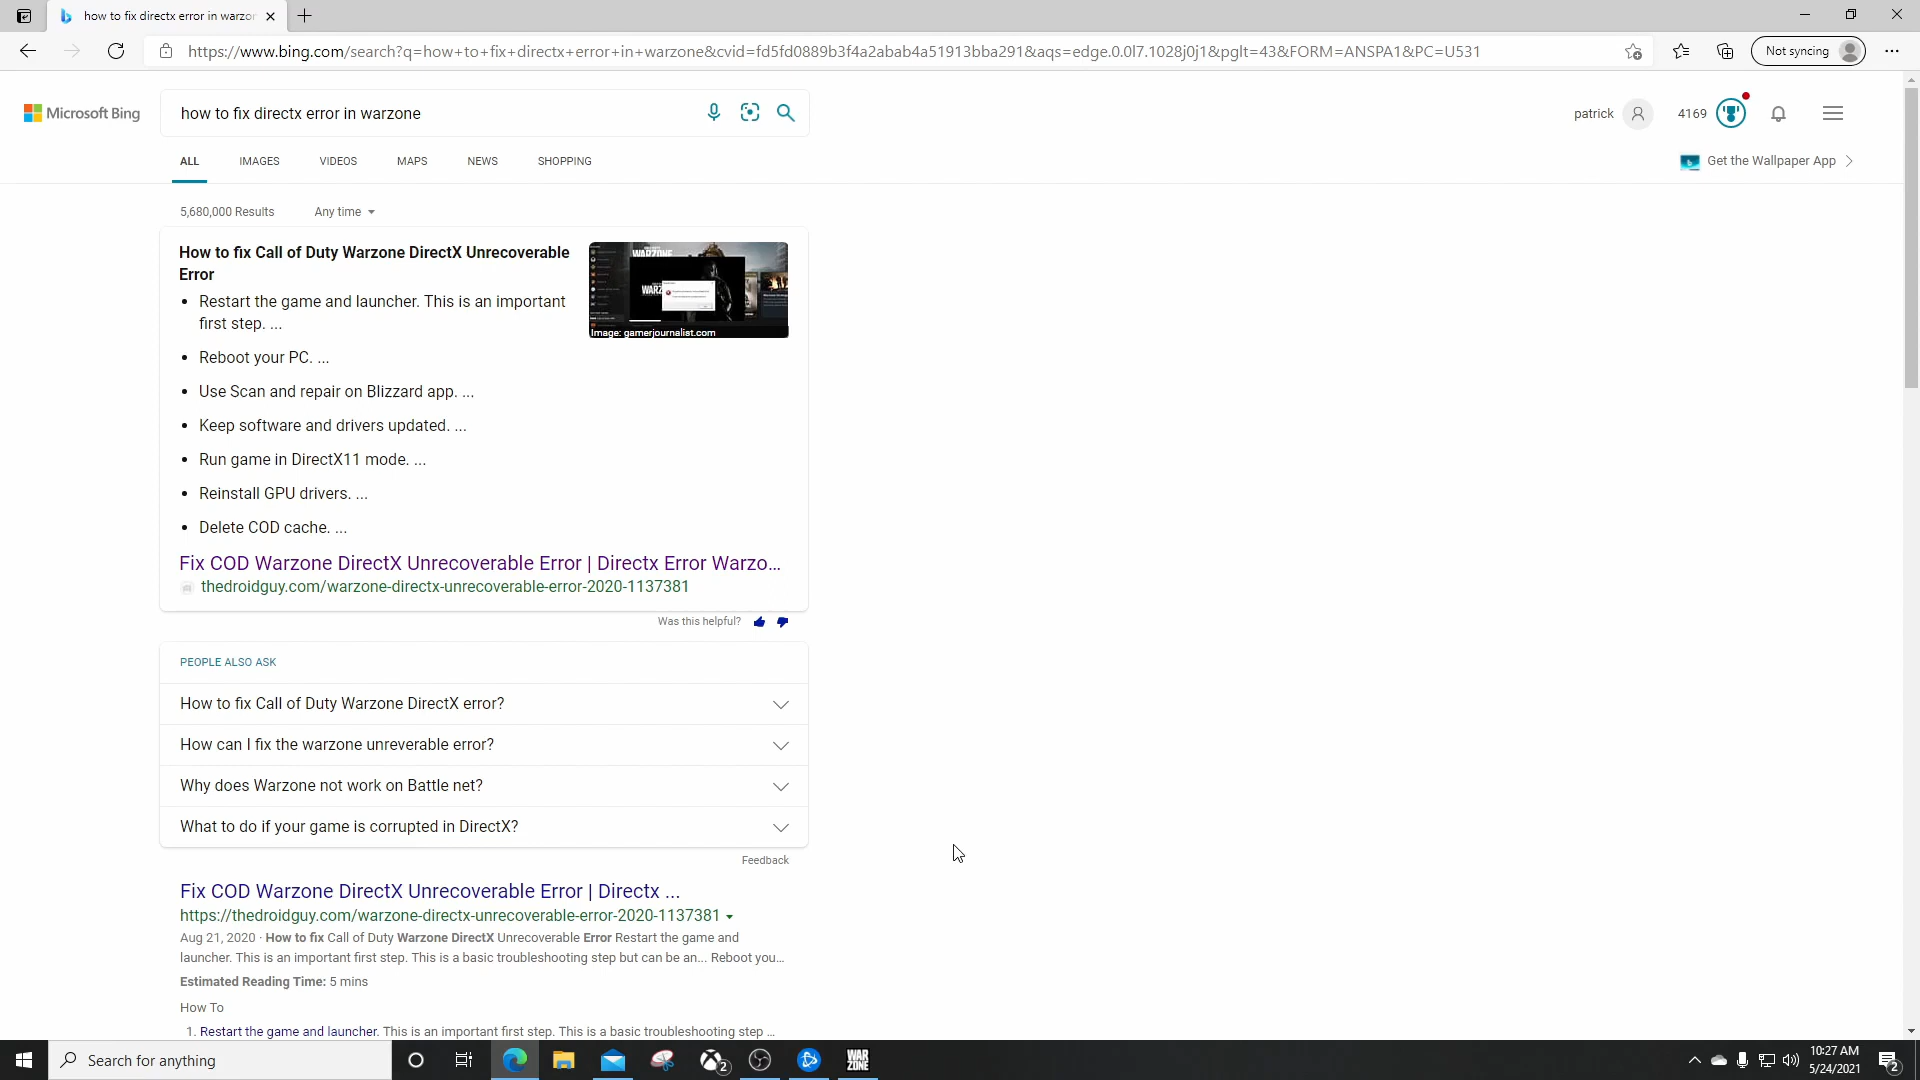 how to fix directx error in warzor
https://www.bing.com/search?q=how+to+fix+directx+error+in+warzone&cvid=fd5fd0889b3f4a2abab4a51913bba291&aqs=edge.0.0l7.1028j0j1&pglt=43&FORM=ANSPA1&PC=U531
Not syncing
Microsoft Bing
how to fix directx error in warzone
patrick
4169
ALL
IMAGES
VIDEOS
MAPS
NEWS
SHOPPING
Get the Wallpaper App
5,680,000 Results
Any time
How to fix Call of Duty Warzone DirectX Unrecoverable
Error
• Restart the game and launcher. This is an important
first step. ...
• Reboot your PC. ...
• Use Scan and repair on Blizzard app. ...
• Keep software and drivers updated. ...
• Run game in DirectX11 mode. ...
• Reinstall GPU drivers. ...
• Delete COD cache. ...
WARZONE
WARZ
Image: gamerjournalist.com
Fix COD Warzone DirectX Unrecoverable Error | Directx Error Warzo...
thedroidguy.com/warzone-directx-unrecoverable-error-2020-1137381
Was this helpful?
PEOPLE ALSO ASK
How to fix Call of Duty Warzone DirectX error?
How can I fix the warzone unreverable error?
Why does Warzone not work on Battle net?
What to do if your game is corrupted in DirectX?
Feedback
Fix COD Warzone DirectX Unrecoverable Error | Directx ...
https://thedroidguy.com/warzone-directx-unrecoverable-error-2020-1137381
Aug 21, 2020 · How to fix Call of Duty Warzone DirectX Unrecoverable Error Restart the game and
launcher. This is an important first step. This is a basic troubleshooting step but can be an... Reboot you...
Estimated Reading Time: 5 mins
How To
1. Restart the game and launcher. This is an important first step. This is a basic troubleshooting step ...
Search for anything
2
WAR
ZONE
10:27 AM
5/24/2021
2